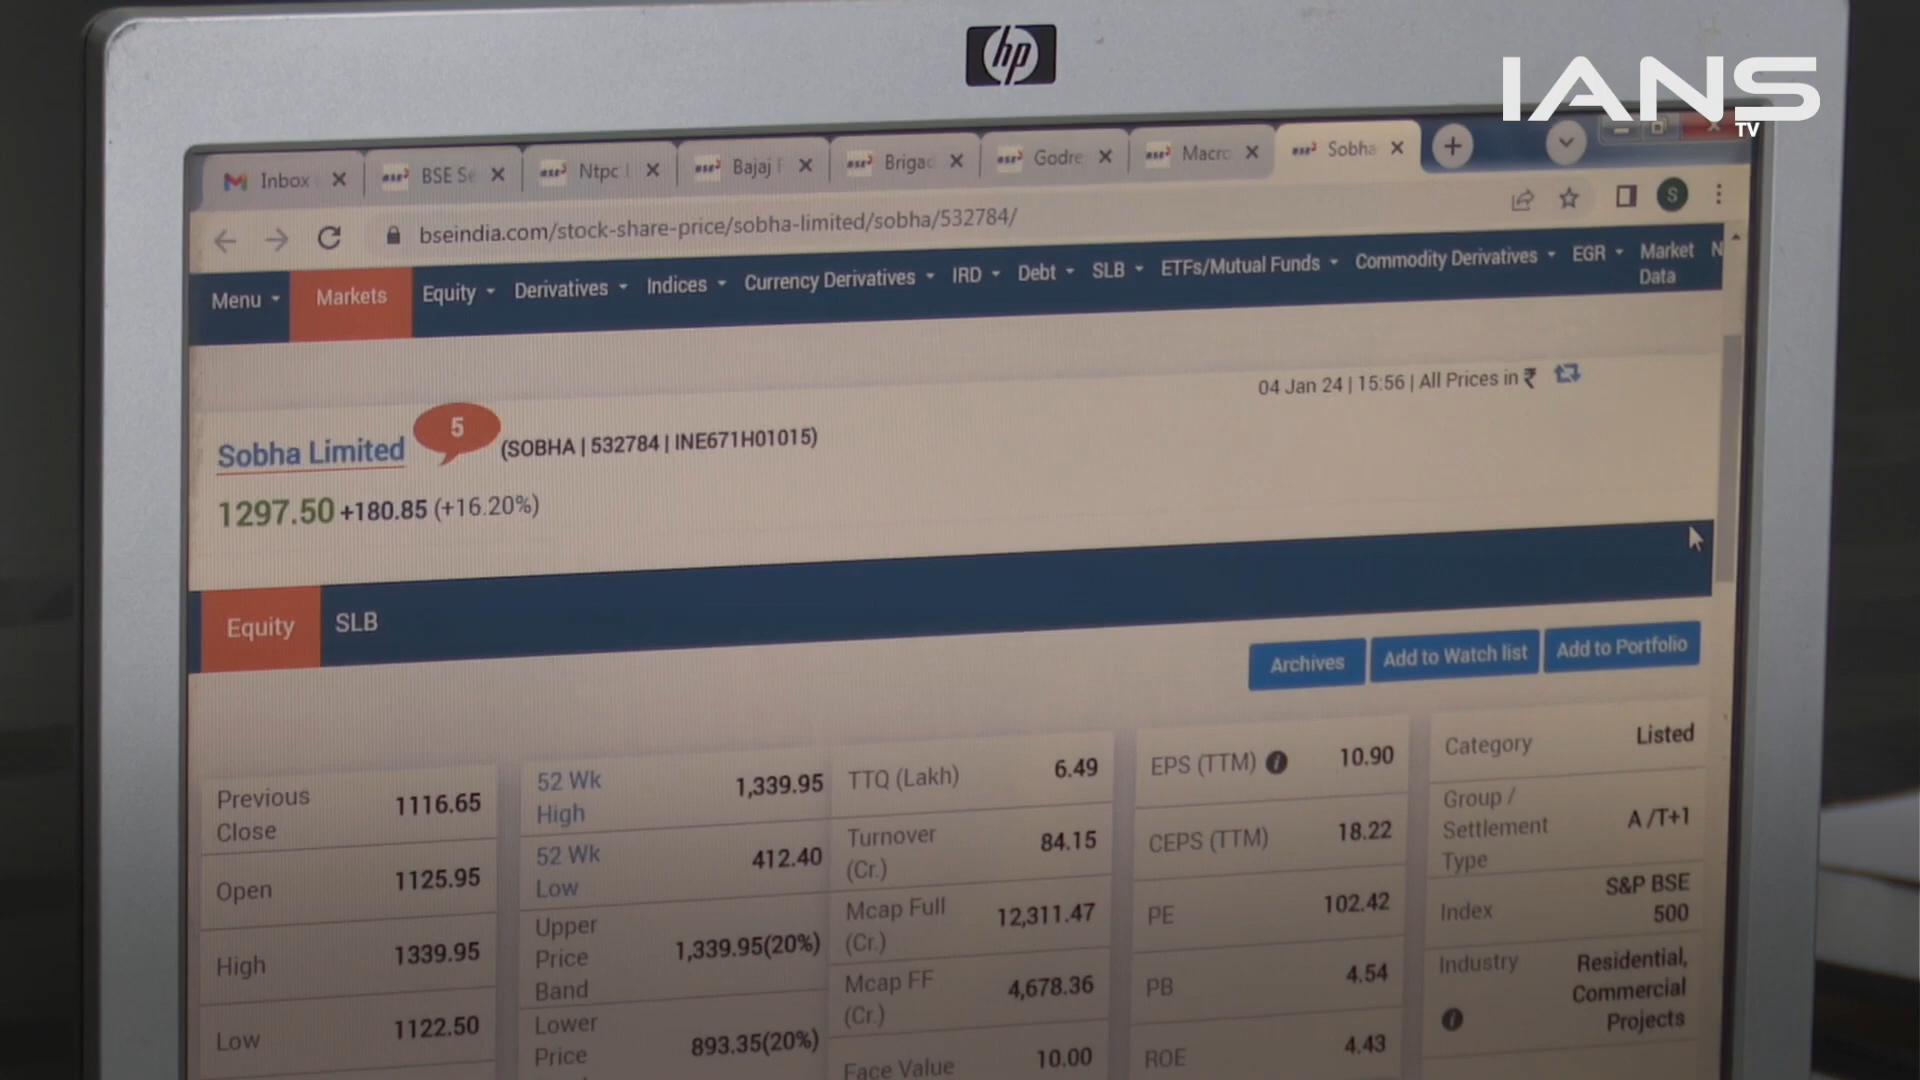 hp
IANS
TV
Inbox
BSE Se
Ntpc
Bajaj
Brigad
Godre
Macro
Sobha
bseindia.com/stock-share-price/sobha-limited/sobha/532784/
S
Menu
Markets
Equity
Derivatives
Indices
Currency Derivatives
IRD
Debt
SLB
ETFs/Mutual Funds
Commodity Derivatives
EGR
Market
Data
N
04 Jan 24 | 15:56 | All Prices in ₹
Sobha Limited
5
(SOBHA | 532784 | INE671H01015)
1297.50 +180.85 (+16.20%)
Equity
SLB
Archives
Add to Watch list
Add to Portfolio
Previous
Close
1116.65
Open
1125.95
High
1339.95
Low
1122.50
52 Wk
High
1,339.95
52 Wk
Low
412.40
Upper
Price
Band
1,339.95(20%)
Lower
Price
893.35(20%)
TTQ (Lakh)
6.49
Turnover
(Cr.)
84.15
Mcap Full
(Cr.)
12,311.47
Mcap FF
(Cr.)
4,678.36
Face Value
10.00
EPS (TTM)
10.90
CEPS (TTM)
18.22
PE
102.42
PB
4.54
ROE
4.43
Category
Listed
Group /
Settlement
Type
A /T+1
Index
S&P BSE
500
Industry
Residential,
Commercial
Projects